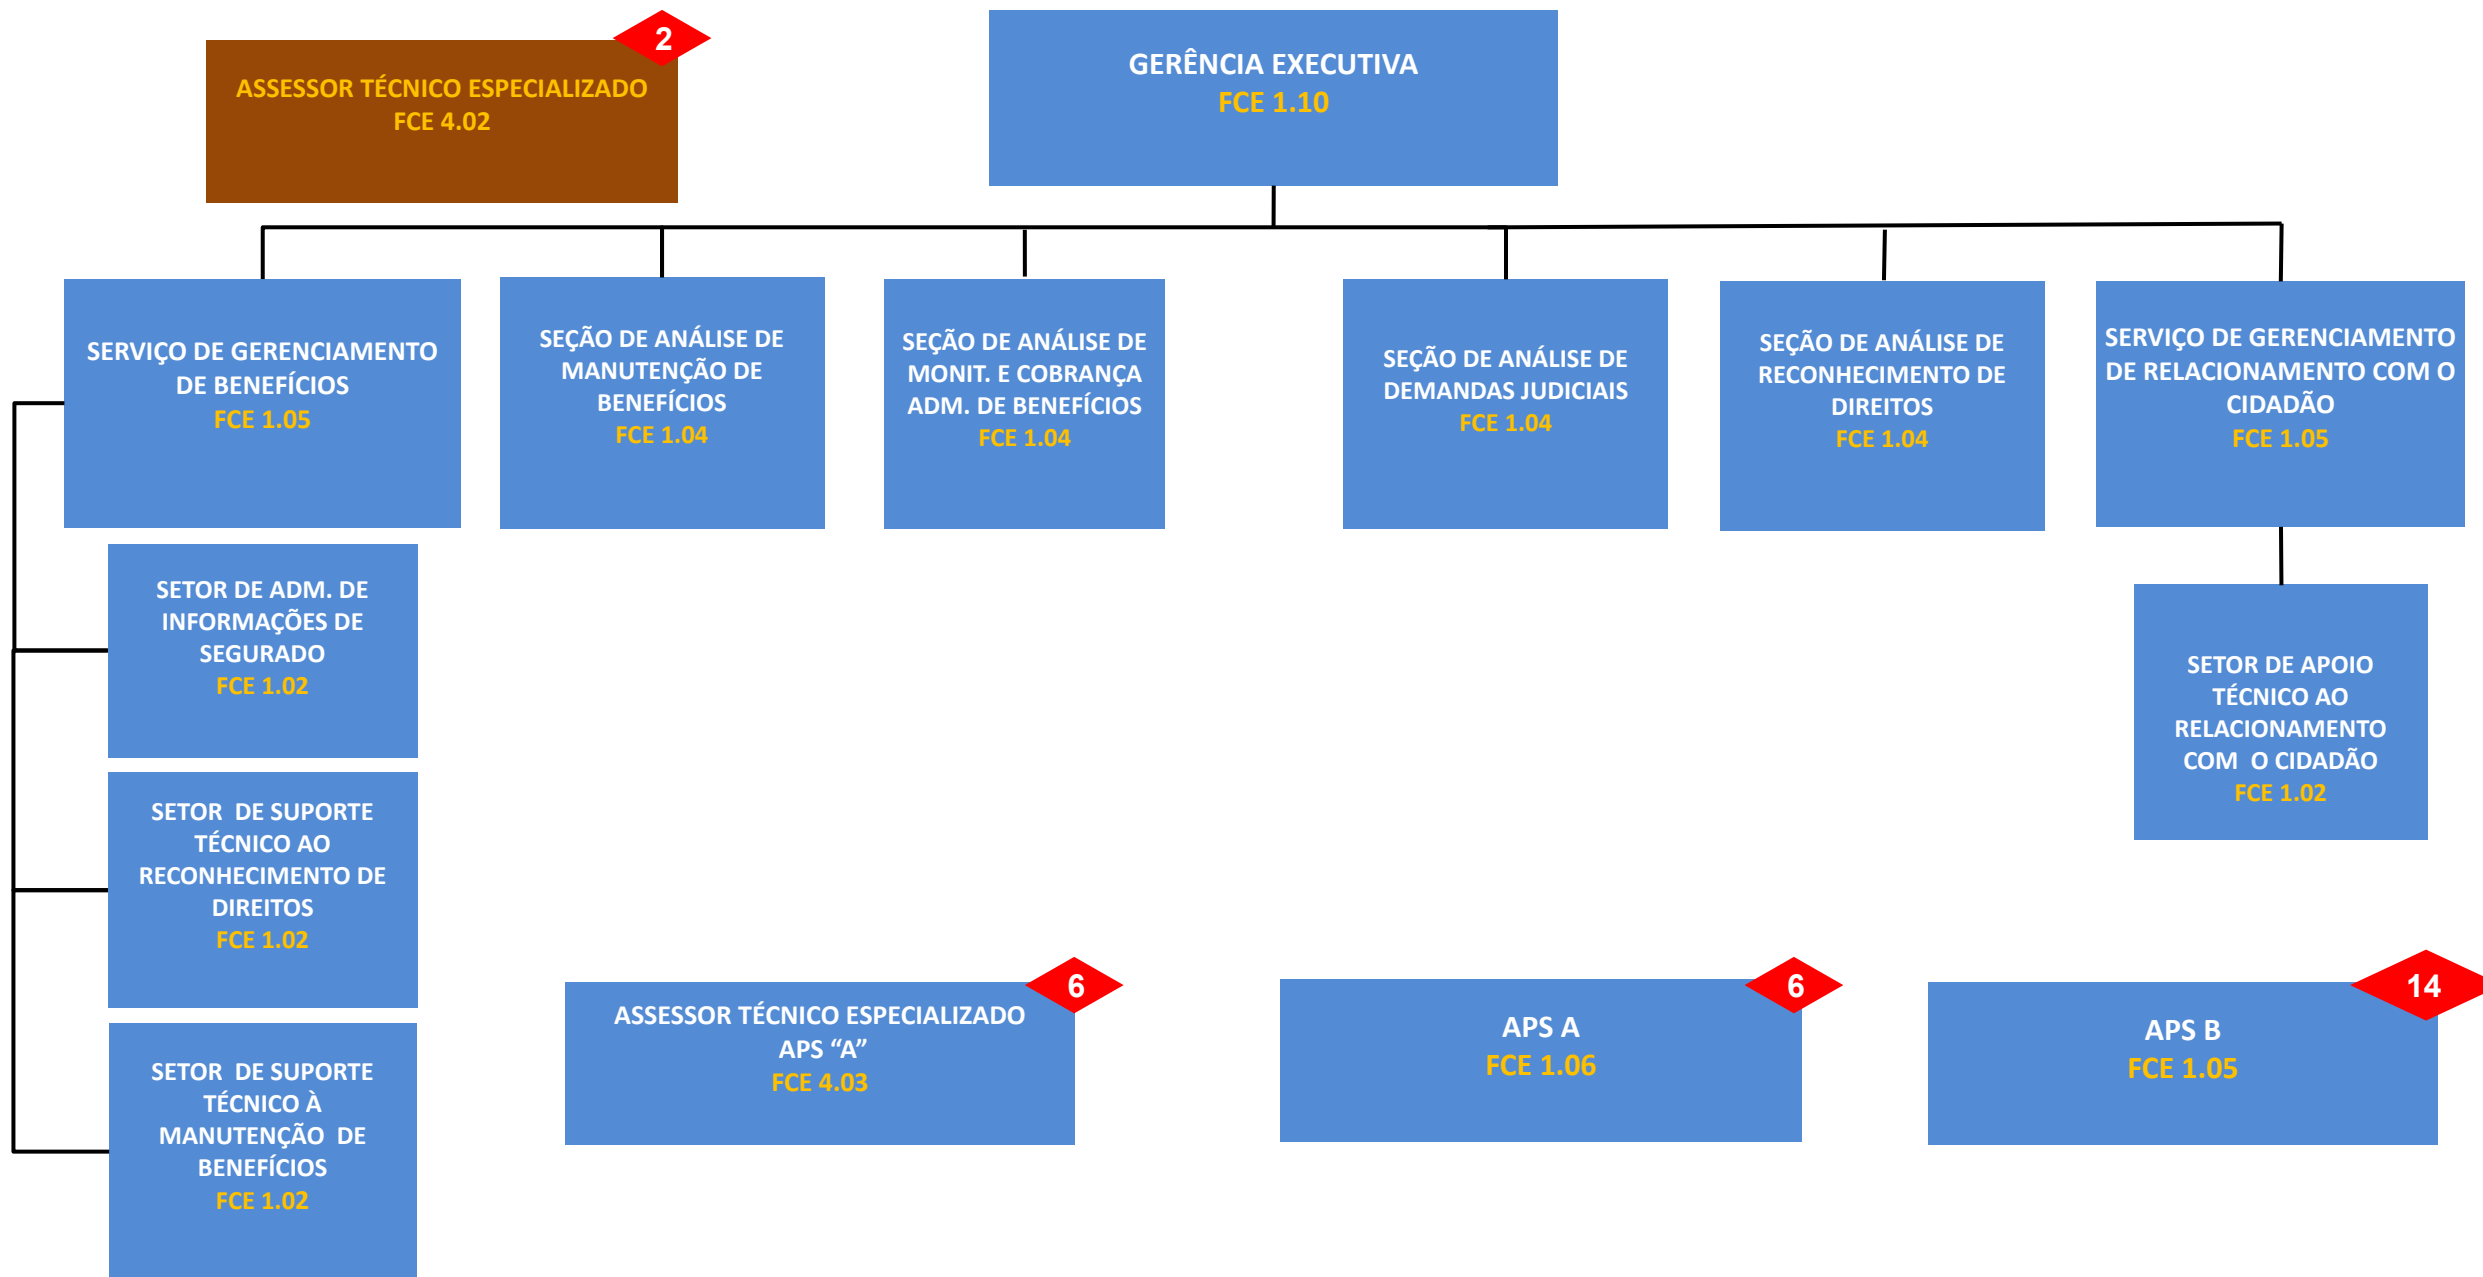 2
ASSESSOR TÉCNICO ESPECIALIZADO
FCE 4.02
GERÊNCIA EXECUTIVA
FCE 1.10
SERVIÇO DE GERENCIAMENTO
DE BENEFÍCIOS
FCE 1.05
SEÇÃO DE ANÁLISE DE
MANUTENÇÃO DE
BENEFÍCIOS
FCE 1.04
SEÇÃO DE ANÁLISE DE
MONIT. E COBRANÇA
ADM. DE BENEFÍCIOS
FCE 1.04
SEÇÃO DE ANÁLISE DE
DEMANDAS JUDICIAIS
FCE 1.04
SEÇÃO DE ANÁLISE DE
RECONHECIMENTO DE
DIREITOS
FCE 1.04
SERVIÇO DE GERENCIAMENTO
DE RELACIONAMENTO COM O
CIDADÃO
FCE 1.05
SETOR DE ADM. DE
INFORMAÇÕES DE
SEGURADO
FCE 1.02
SETOR DE APOIO
TÉCNICO AO
RELACIONAMENTO
COM  O CIDADÃO
FCE 1.02
SETOR  DE SUPORTE
TÉCNICO AO
RECONHECIMENTO DE
DIREITOS
FCE 1.02
SETOR  DE SUPORTE
TÉCNICO À
MANUTENÇÃO  DE
BENEFÍCIOS
FCE 1.02
6
ASSESSOR TÉCNICO ESPECIALIZADO
APS “A”
FCE 4.03
6
APS A
FCE 1.06
14
APS B
FCE 1.05